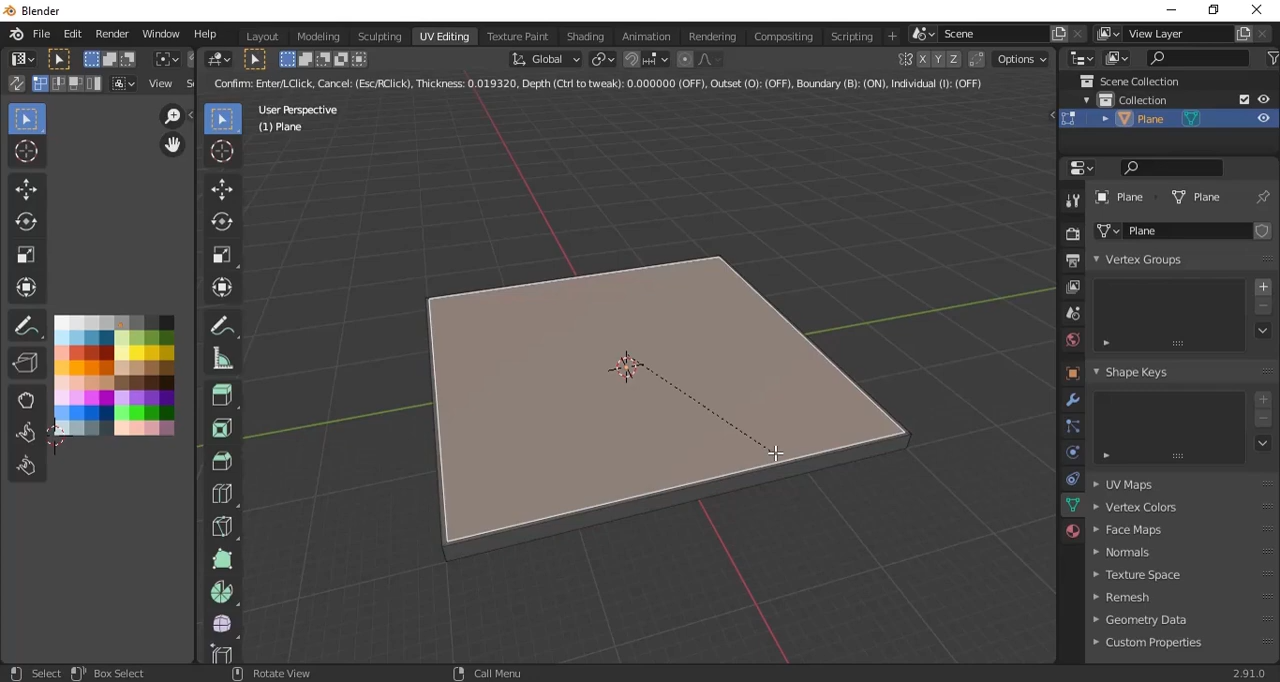 Blender
File Edit Render Window Help
Layout Modeling Sculpting UV Editing Texture Paint Shading Animation Rendering Compositing Scripting +
Scene
View Layer
View
Global
X Y Z
Options
Confirm: Enter/LClick, Cancel: (Esc/RClick), Thickness: 0.019320, Depth (Ctrl to tweak): 0.000000 (OFF), Outset (O): (OFF), Boundary (B): (ON), Individual (I): (OFF)
User Perspective
(1) Plane
Scene Collection
Collection
Plane
Plane Plane
Plane
Vertex Groups
Shape Keys
UV Maps
Vertex Colors
Face Maps
Normals
Texture Space
Remesh
Geometry Data
Custom Properties
Select Box Select Rotate View Call Menu 2.91.0